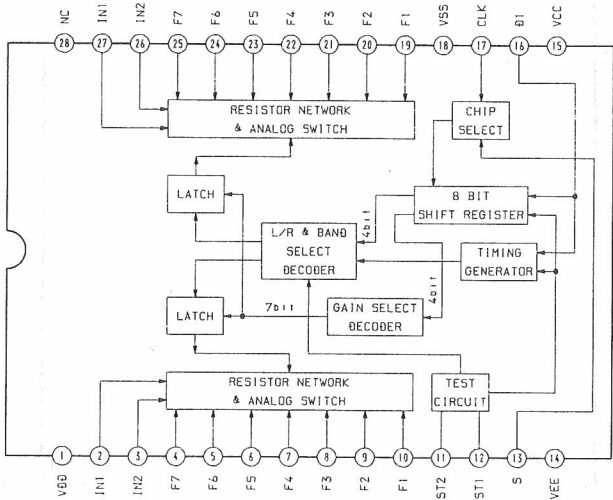 NC IN1 IN2 F7 F6 F5 F4 F3 F2 F1 VSS CLK D1 VCC
28 27 26 25 24 23 22 21 20 19 18 17 16 15
RESISTOR NETWORK
& ANALOG SWITCH
CHIP
SELECT
LATCH
8 BIT
SHIFT REGISTER
4bit
L/R & BAND
SELECT
DECODER
TIMING
GENERATOR
4bit
LATCH
7bit
GAIN SELECT
DECODER
RESISTOR NETWORK
& ANALOG SWITCH
TEST
CIRCUIT
1 2 3 4 5 6 7 8 9 10 11 12 13 14
VDD IN1 IN2 F7 F6 F5 F4 F3 F2 F1 ST2 ST1 S VEE